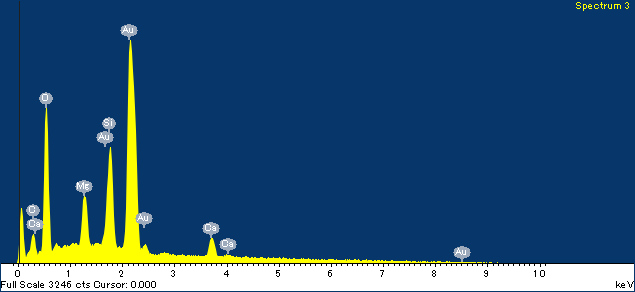 Spectrum 3
Au
O
Si
Au
Mg
C
Ca
Au
Ca
Ca
Au
0 1 2 3 4 5 6 7 8 9 10
Full Scale 3246 cts Cursor: 0.000 keV